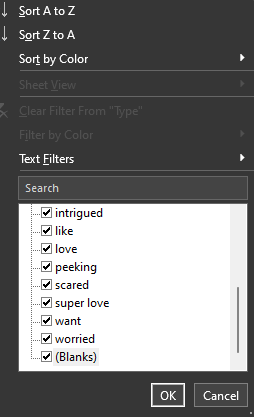 Sort A to Z
Sort Z to A
Sort by Color
Sheet View
Clear Filter From "Type"
Filter by Color
Text Filters
Search
intrigued
like
love
peeking
scared
super love
want
worried
(Blanks)
OK Cancel